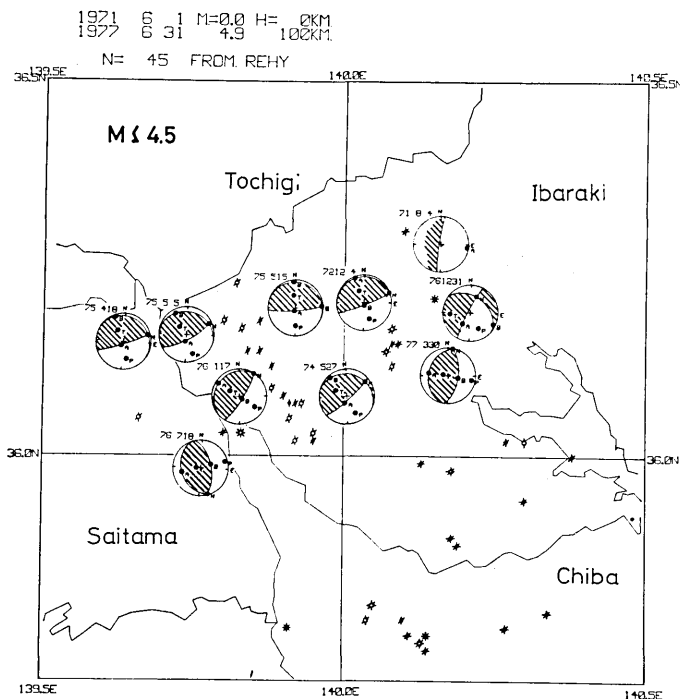 1971 6 1 M=0.0 H= 0KM
1977 6 31 4.9 100KM.
N= 45 FROM. REHY
139.5E 140.0E 140.5E
36.5N 36.5N
M≤4.5
Tochigi
Ibaraki
71 8 4 N
75 515 N
7212 4 N
761231 N
75 418 N
75 5 5 N
77 330 N
76 117 N
74 527 N
36.0N 36.0N
76 718 N
Saitama
Chiba
139.5E 140.0E 140.5E